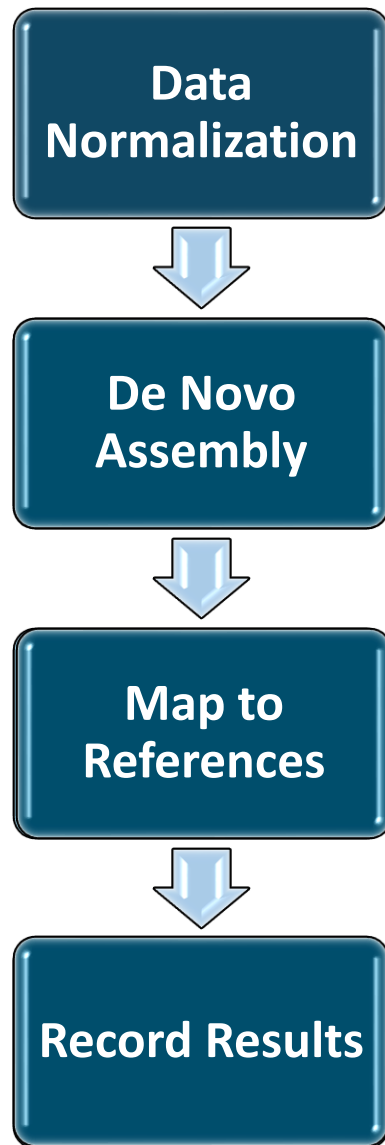 Data
Normalization
De Novo
Assembly
Map to
References
Record Results